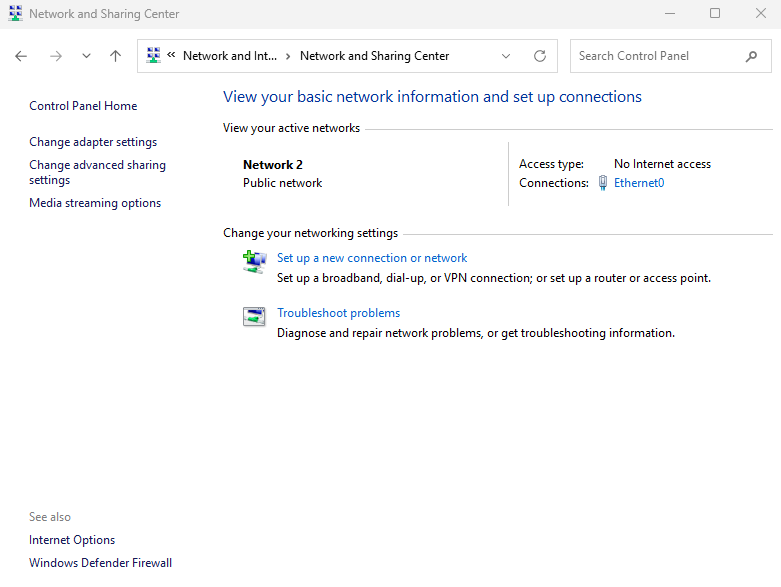 Network and Sharing Center
« Network and Int... › Network and Sharing Center
Search Control Panel
Control Panel Home
Change adapter settings
Change advanced sharing
settings
Media streaming options
View your basic network information and set up connections
View your active networks
Network 2
Public network
Access type: No Internet access
Connections: Ethernet0
Change your networking settings
Set up a new connection or network
Set up a broadband, dial-up, or VPN connection; or set up a router or access point.
Troubleshoot problems
Diagnose and repair network problems, or get troubleshooting information.
See also
Internet Options
Windows Defender Firewall